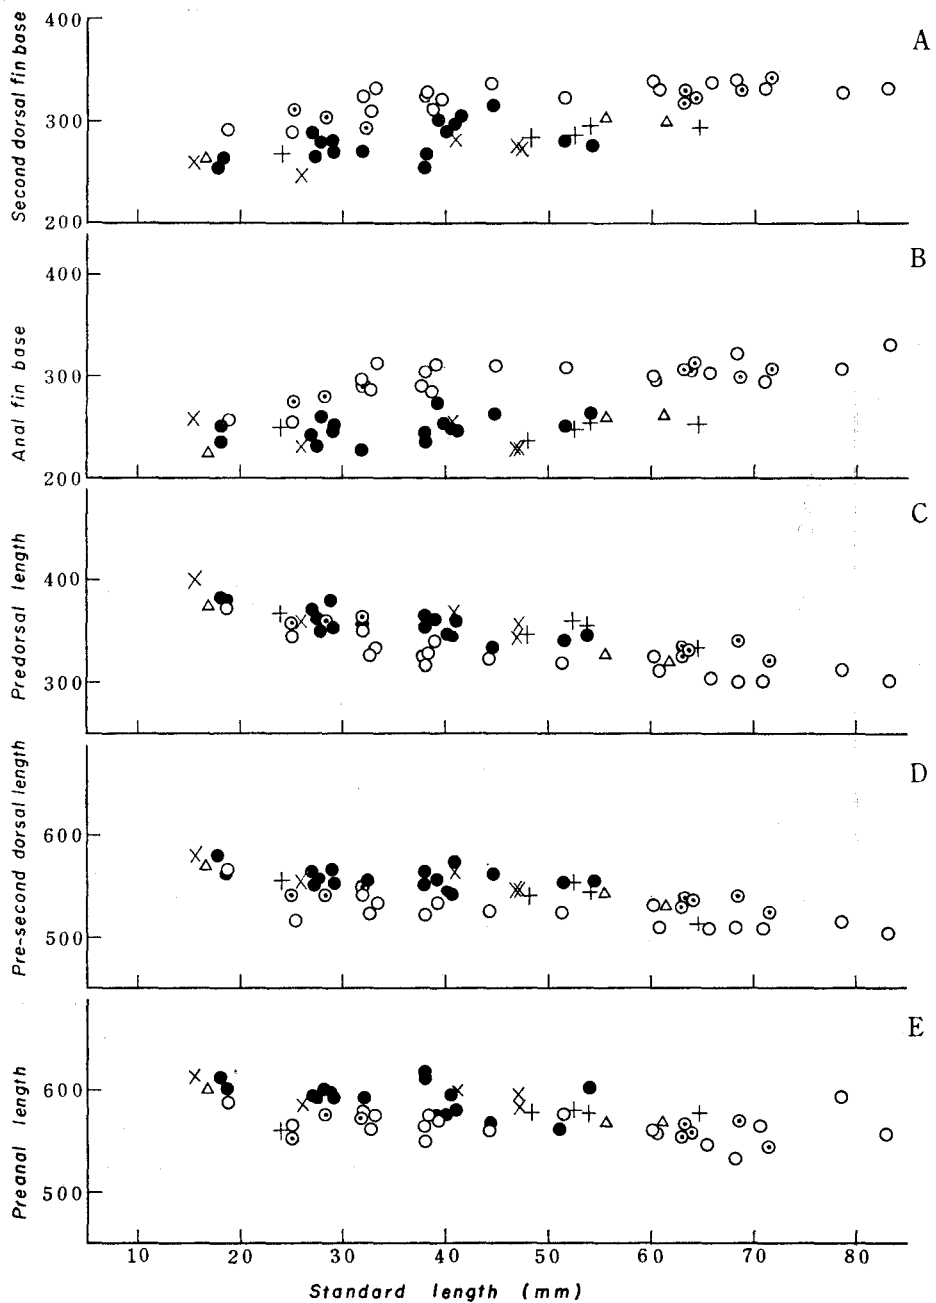 A
Second dorsal fin base
400
300
200
B
Anal fin base
400
300
200
C
Predorsal length
400
300
D
Pre-second dorsal length
600
500
E
Preanal length
600
500
10 20 30 40 50 60 70 80
Standard length (mm)